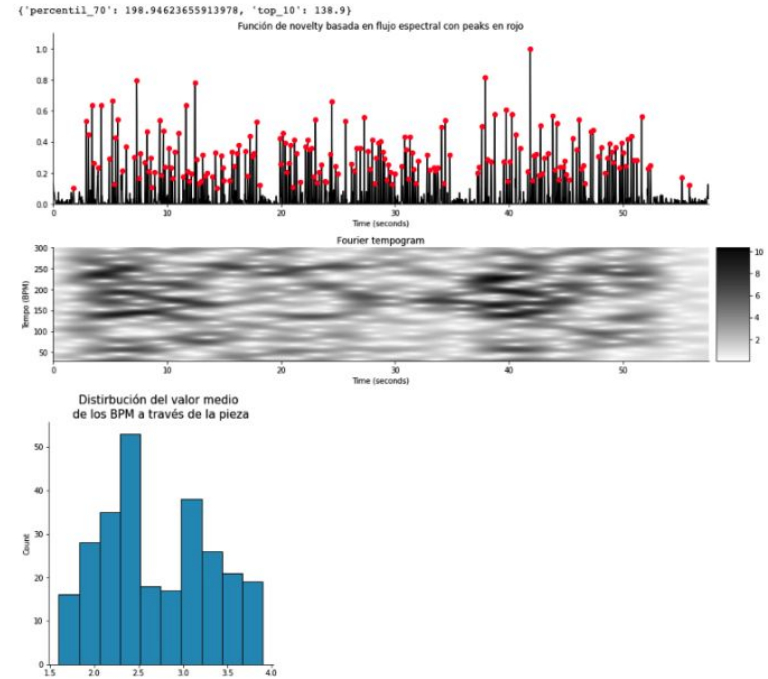 {'percentil_70': 198.94623655913978, 'top_10': 138.9}
Función de novelty basada en flujo espectral con peaks en rojo
1.0
0.8
0.6
0.4
0.2
0.0
0 10 20 30 40 50
Time (seconds)
Fourier tempogram
Tempo (BPM)
300
250
200
150
100
50
10
8
6
4
2
0 10 20 30 40 50
Time (seconds)
Distirbución del valor medio
de los BPM a través de la pieza
Count
50
40
30
20
10
0
1.5 2.0 2.5 3.0 3.5 4.0